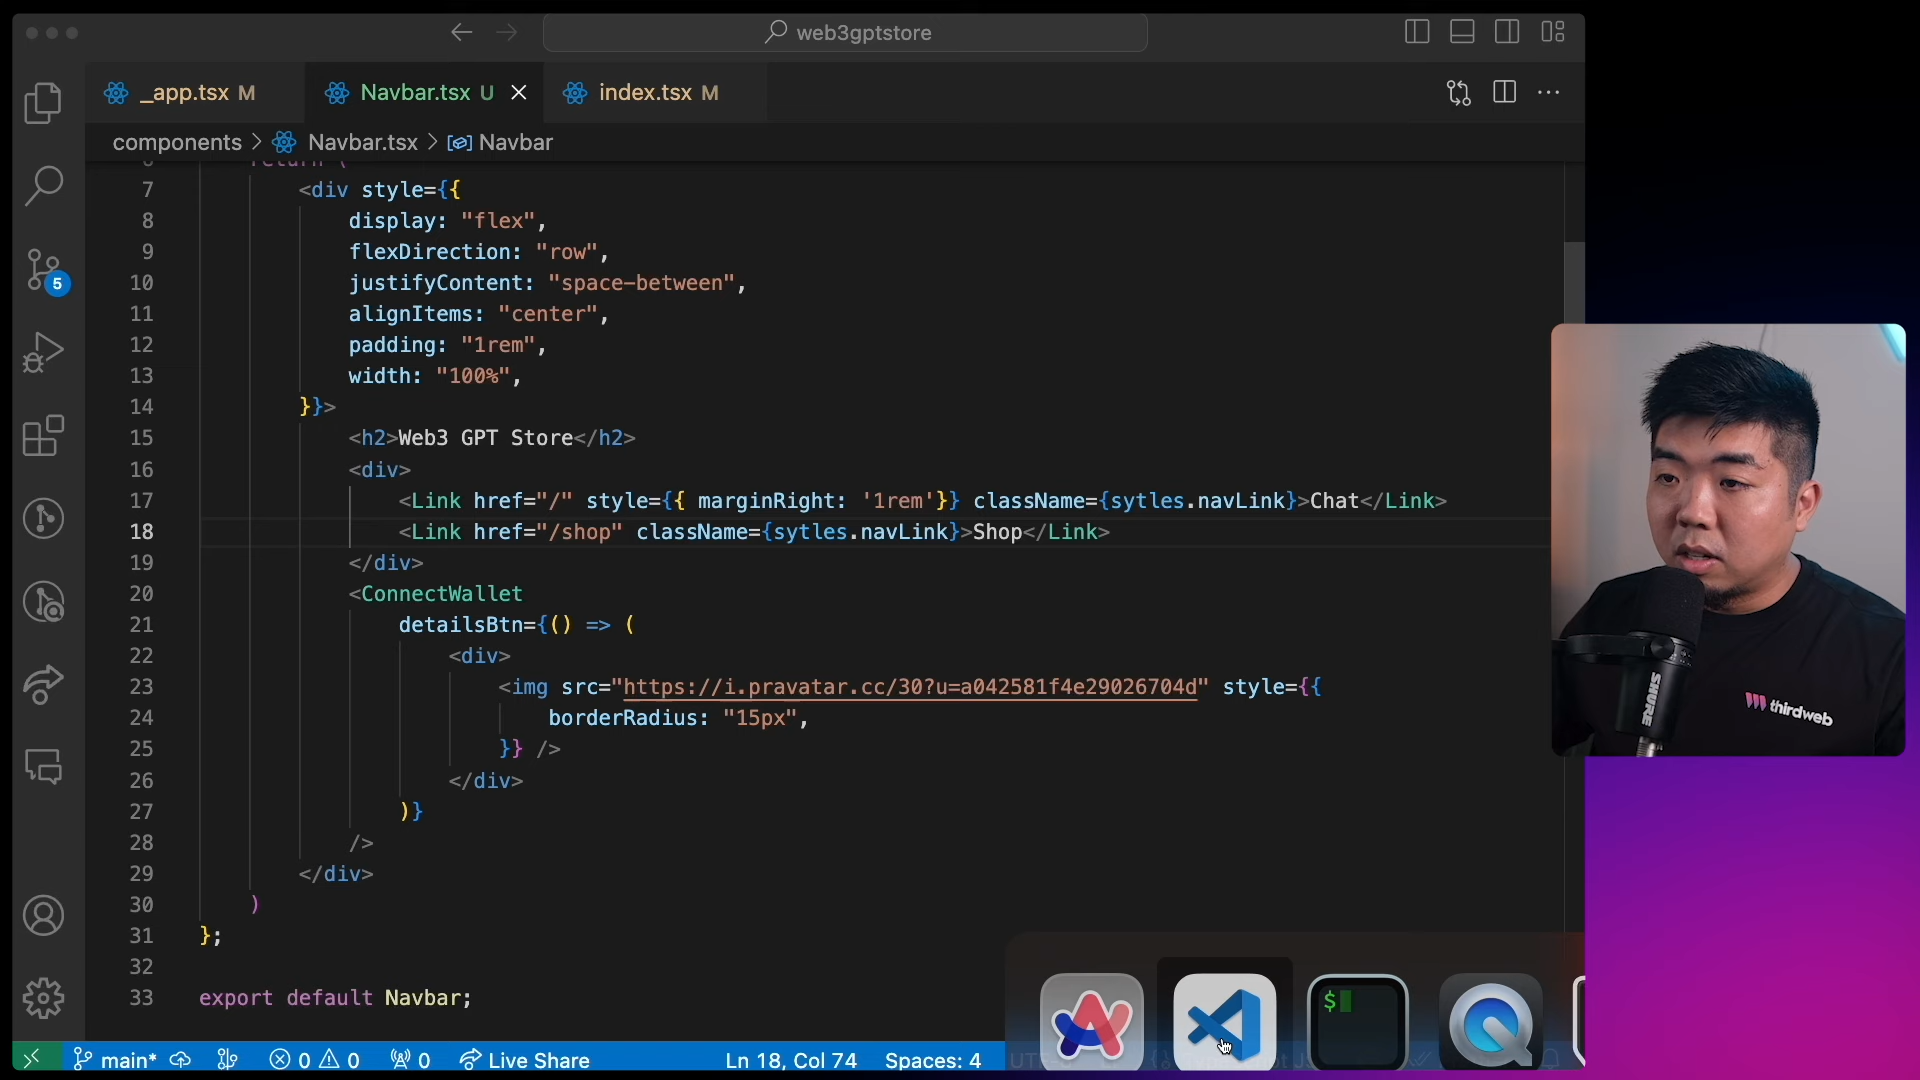 web3gptstore
_app.tsx M
Navbar.tsx U
index.tsx M
components > Navbar.tsx > Navbar
6 return (
7 <div style={{
8 display: "flex",
9 flexDirection: "row",
10 justifyContent: "space-between",
11 alignItems: "center",
12 padding: "1rem",
13 width: "100%",
14 }}>
15 <h2>Web3 GPT Store</h2>
16 <div>
17 <Link href="/" style={{ marginRight: '1rem'}} className={sytles.navLink}>Chat</Link>
18 <Link href="/shop" className={sytles.navLink}>Shop</Link>
19 </div>
20 <ConnectWallet
21 detailsBtn={() => (
22 <div>
23 <img src="https://i.pravatar.cc/30?u=a042581f4e29026704d" style={{
24 borderRadius: "15px",
25 }} />
26 </div>
27 )}
28 />
29 </div>
30 )
31 };
32
33 export default Navbar;
5
SHURE
thirdweb
$
main* 0 0 0 Live Share Ln 18, Col 74 Spaces: 4